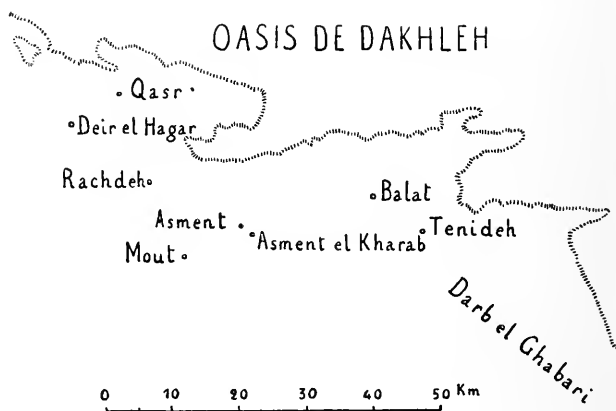 OASIS DE DAKHLEH
Qasr
Deir el Hagar
Rachdeh
Balat
Asment
Asment el Kharab
Tenideh
Mout
Darb el Ghabari
0 10 20 30 40 50 Km